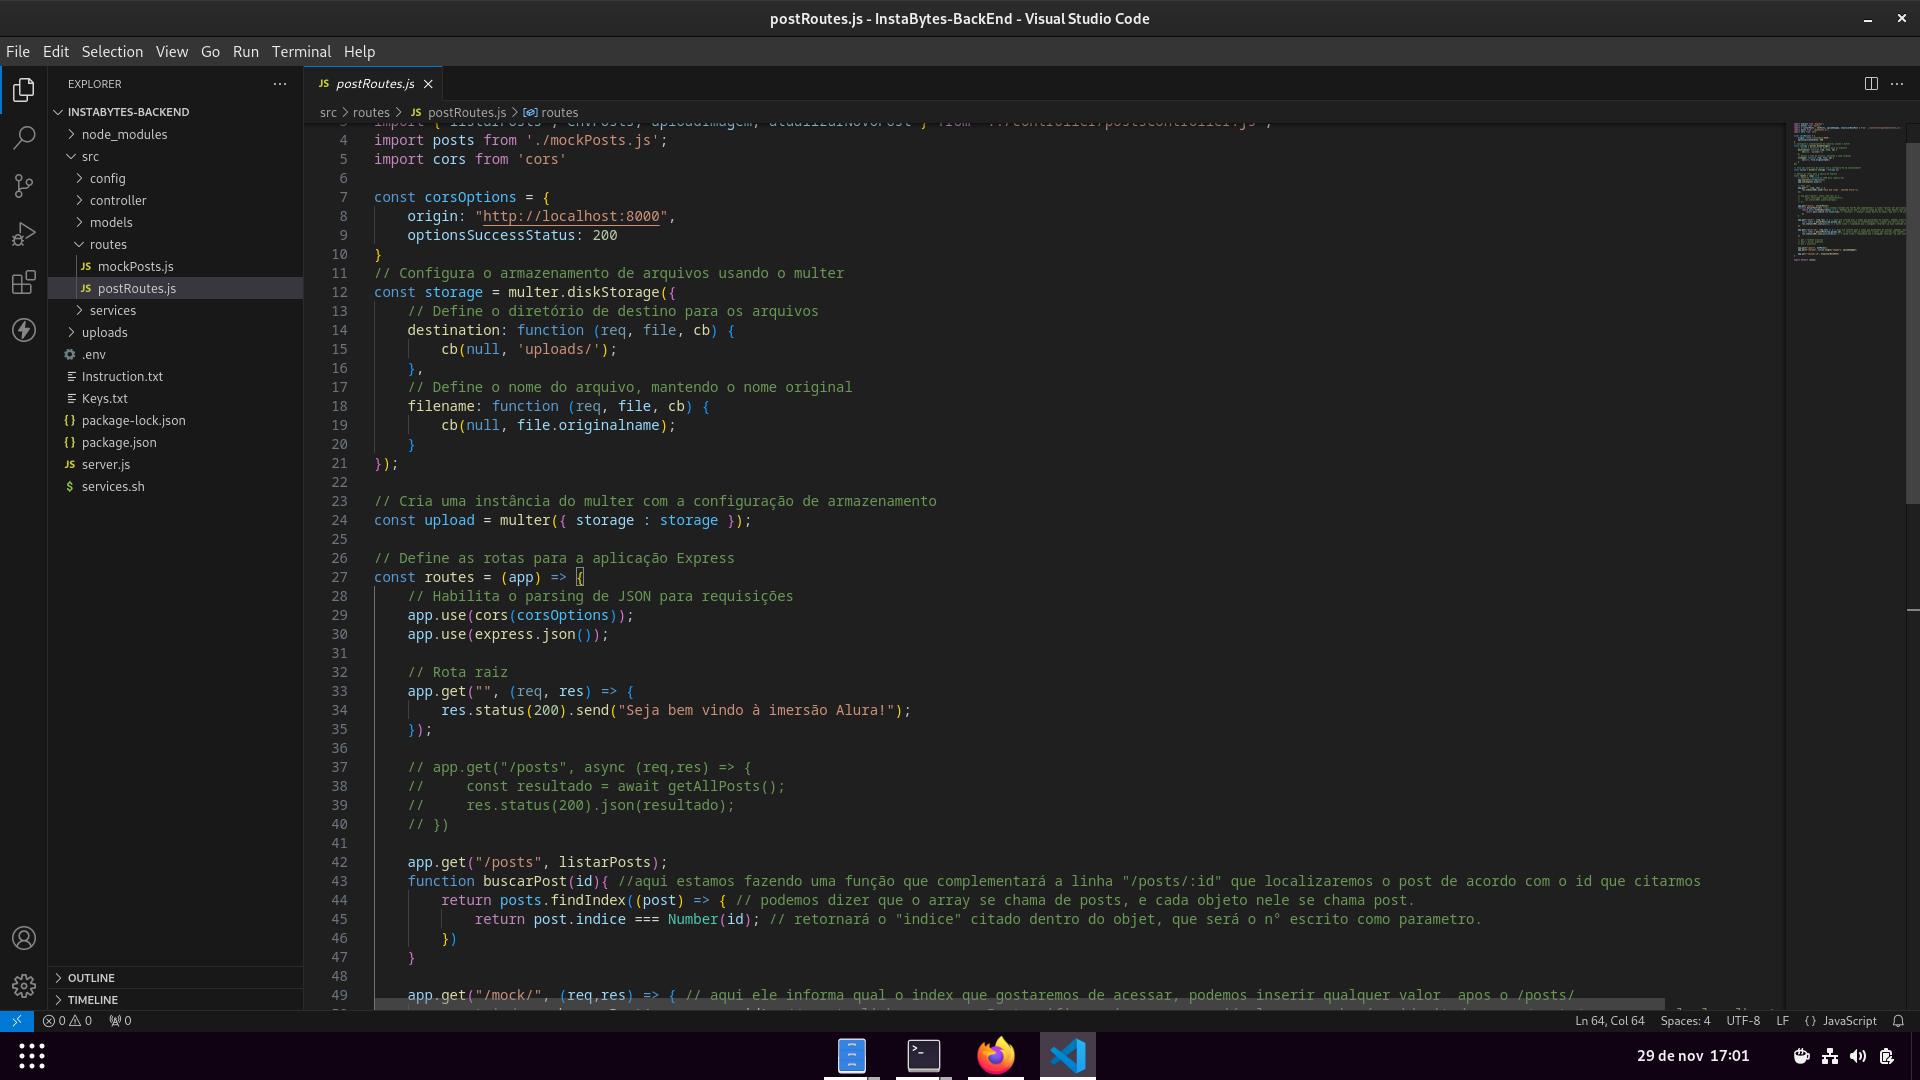 postRoutes.js - InstaBytes-BackEnd - Visual Studio Code
File Edit Selection View Go Run Terminal Help
EXPLORER
INSTABYTES-BACKEND
node_modules
src
config
controller
models
routes
JS mockPosts.js
JS postRoutes.js
services
uploads
.env
Instruction.txt
Keys.txt
{} package-lock.json
{} package.json
JS server.js
$ services.sh
OUTLINE
TIMELINE
JS postRoutes.js
src > routes > JS postRoutes.js > routes
4 import posts from './mockPosts.js';
5 import cors from 'cors'
6
7 const corsOptions = {
8 origin: "http://localhost:8000",
9 optionsSuccessStatus: 200
10 }
11 // Configura o armazenamento de arquivos usando o multer
12 const storage = multer.diskStorage({
13 // Define o diretório de destino para os arquivos
14 destination: function (req, file, cb) {
15 cb(null, 'uploads/');
16 },
17 // Define o nome do arquivo, mantendo o nome original
18 filename: function (req, file, cb) {
19 cb(null, file.originalname);
20 }
21 });
22
23 // Cria uma instância do multer com a configuração de armazenamento
24 const upload = multer({ storage : storage });
25
26 // Define as rotas para a aplicação Express
27 const routes = (app) => {
28 // Habilita o parsing de JSON para requisições
29 app.use(cors(corsOptions));
30 app.use(express.json());
31
32 // Rota raiz
33 app.get("", (req, res) => {
34 res.status(200).send("Seja bem vindo à imersão Alura!");
35 });
36
37 // app.get("/posts", async (req,res) => {
38 //     const resultado = await getAllPosts();
39 //     res.status(200).json(resultado);
40 // })
41
42 app.get("/posts", listarPosts);
43 function buscarPost(id){ //aqui estamos fazendo uma função que complementará a linha "/posts/:id" que localizaremos o post de acordo com o id que citarmos
44 return posts.findIndex((post) => { // podemos dizer que o array se chama de posts, e cada objeto nele se chama post.
45 return post.indice === Number(id); // retornará o "indice" citado dentro do objet, que será o n° escrito como parametro.
46 })
47 }
48
49 app.get("/mock/", (req,res) => { // aqui ele informa qual o index que gostaremos de acessar, podemos inserir qualquer valor  apos o /posts/
0 0 0
Ln 64, Col 64 Spaces: 4 UTF-8 LF {} JavaScript
29 de nov 17:01